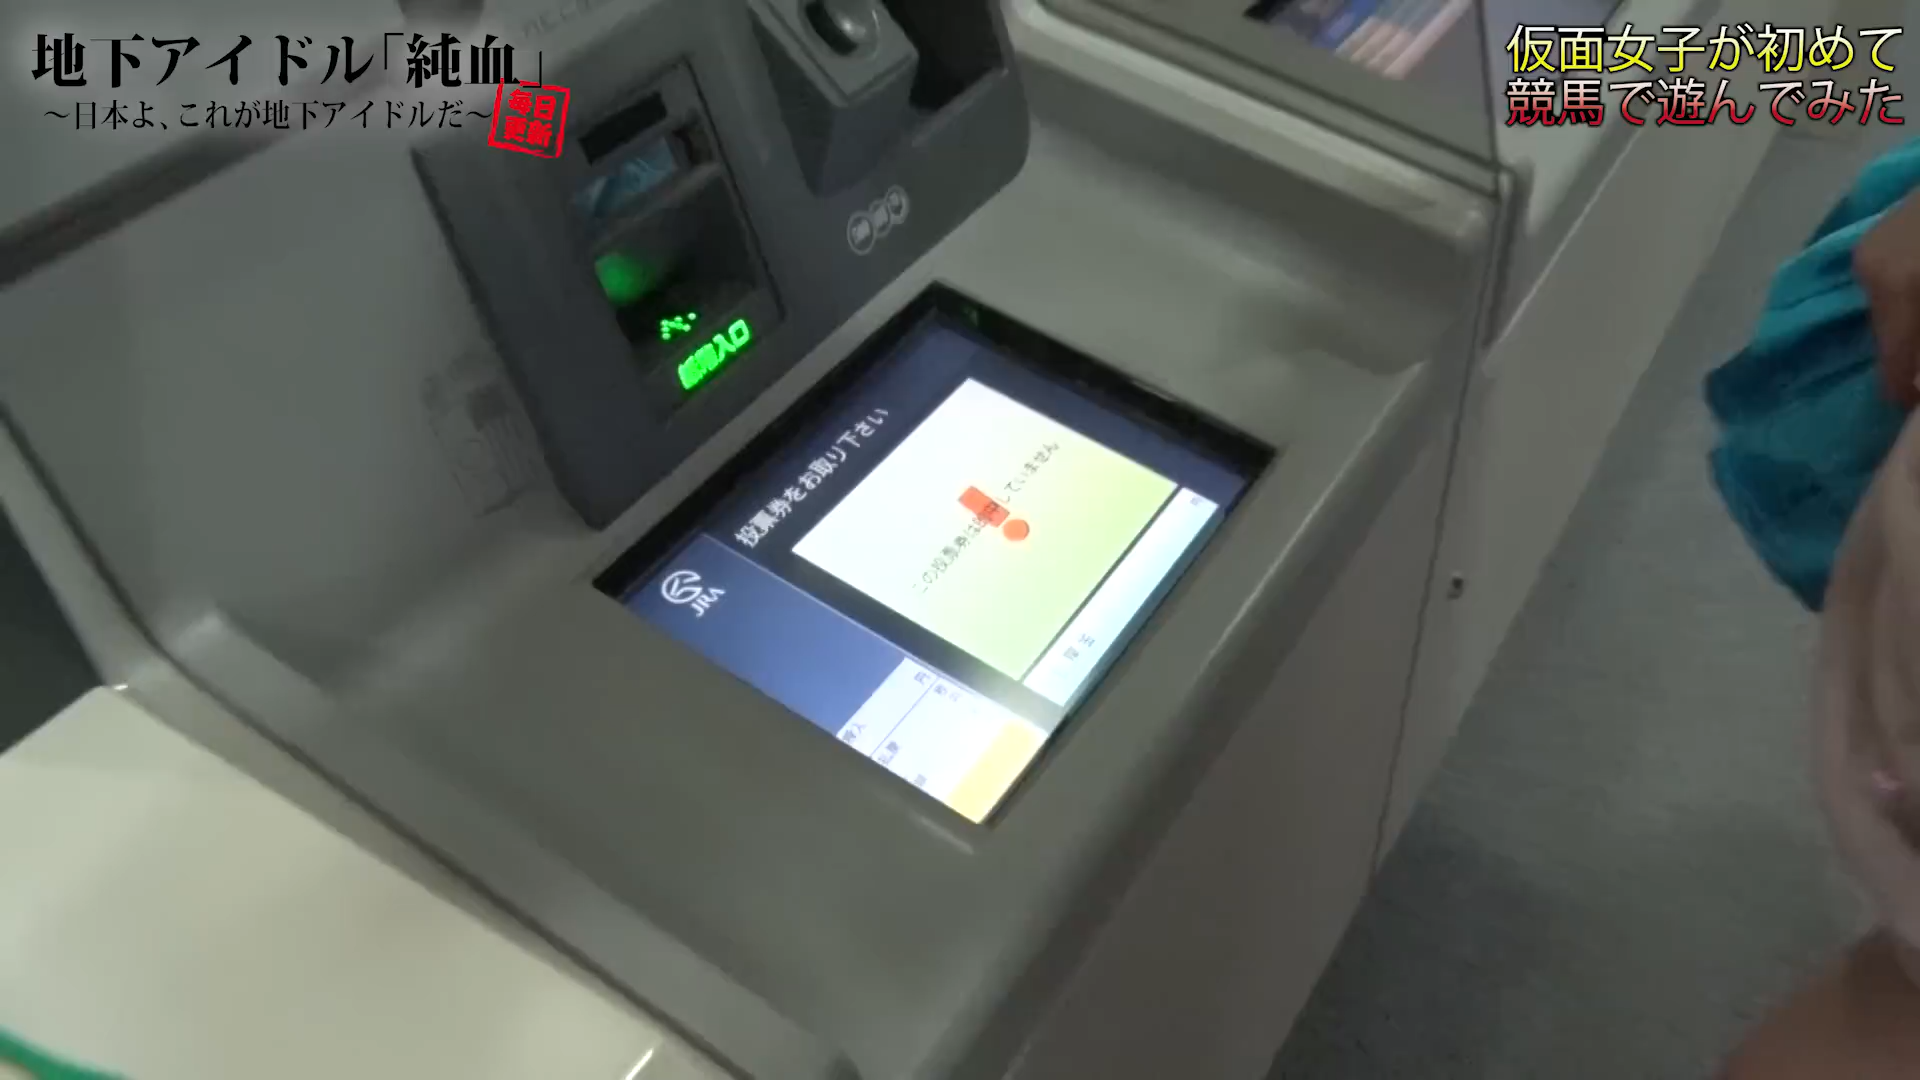 地下アイドル「純血」
～日本よ、これが地下アイドルだ～
毎日
更新
仮面女子が初めて
競馬で遊んでみた
入口
投票券をお取り下さい
この投票券は的中していません
JRA